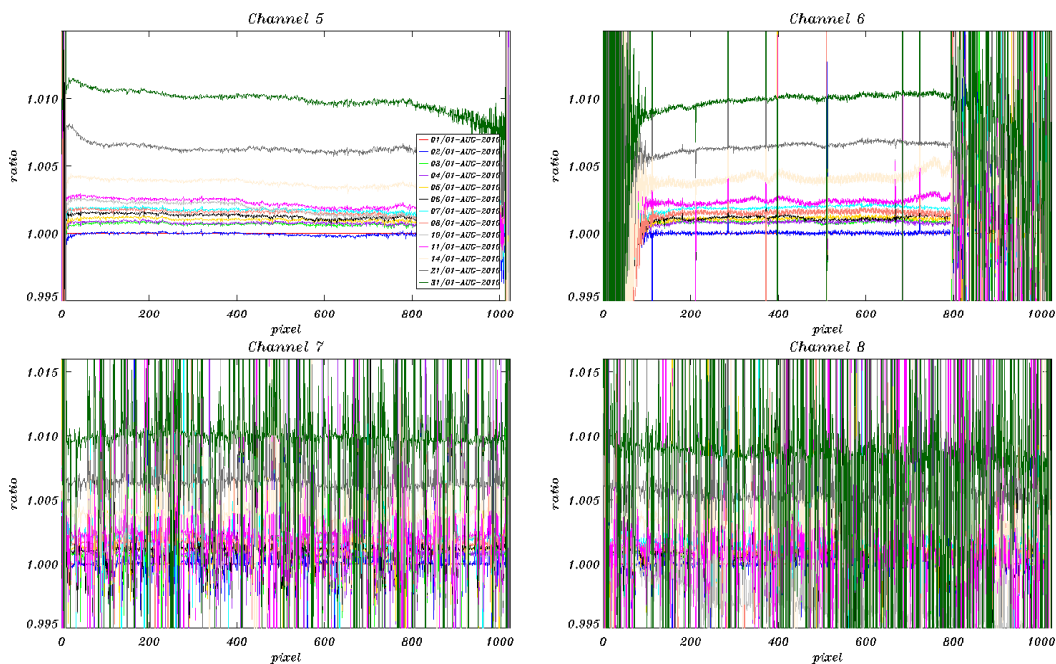 Channel 5
Channel 6
ratio
1.010
1.005
1.000
0.995
01/01-AUG-2010
02/01-AUG-2010
03/01-AUG-2010
04/01-AUG-2010
05/01-AUG-2010
06/01-AUG-2010
07/01-AUG-2010
08/01-AUG-2010
10/01-AUG-2010
11/01-AUG-2010
14/01-AUG-2010
21/01-AUG-2010
31/01-AUG-2010
0 200 400 600 800 1000
pixel
ratio
1.010
1.005
1.000
0.995
0 200 400 600 800 1000
pixel
Channel 7
Channel 8
ratio
1.015
1.010
1.005
1.000
0.995
0 200 400 600 800 1000
pixel
ratio
1.015
1.010
1.005
1.000
0.995
0 200 400 600 800 1000
pixel